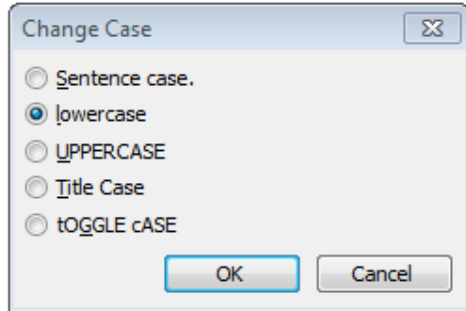 Change Case
Sentence case.
lowercase
UPPERCASE
Title Case
tOGGLE cASE
OK Cancel